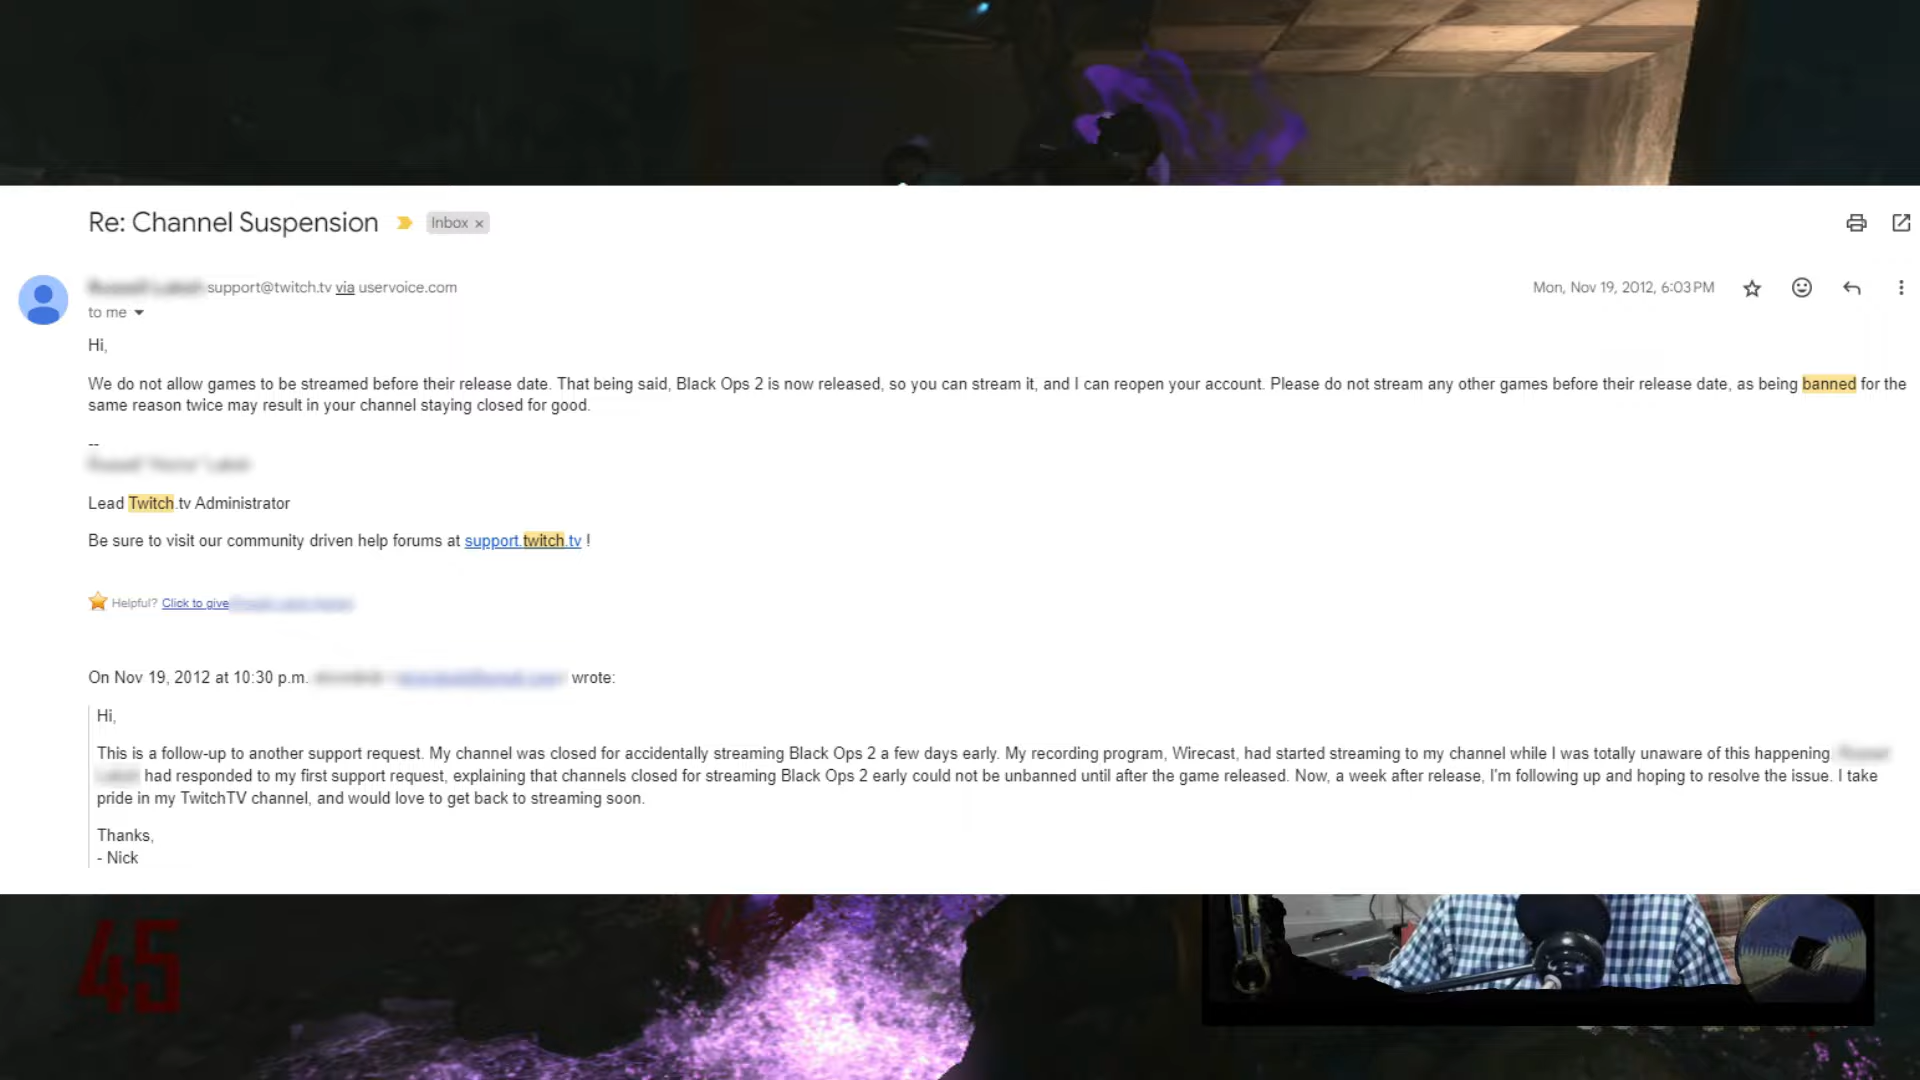 Re: Channel Suspension
Inbox x
support@twitch.tv via uservoice.com
Mon, Nov 19, 2012, 6:03 PM
to me
Hi,
We do not allow games to be streamed before their release date. That being said, Black Ops 2 is now released, so you can stream it, and I can reopen your account. Please do not stream any other games before their release date, as being banned for the
same reason twice may result in your channel staying closed for good.
--
Lead Twitch.tv Administrator
Be sure to visit our community driven help forums at support.twitch.tv !
Helpful? Click to give
On Nov 19, 2012 at 10:30 p.m. wrote:
Hi,
This is a follow-up to another support request. My channel was closed for accidentally streaming Black Ops 2 a few days early. My recording program, Wirecast, had started streaming to my channel while I was totally unaware of this happening.
had responded to my first support request, explaining that channels closed for streaming Black Ops 2 early could not be unbanned until after the game released. Now, a week after release, I'm following up and hoping to resolve the issue. I take
pride in my TwitchTV channel, and would love to get back to streaming soon.
Thanks,
- Nick
45